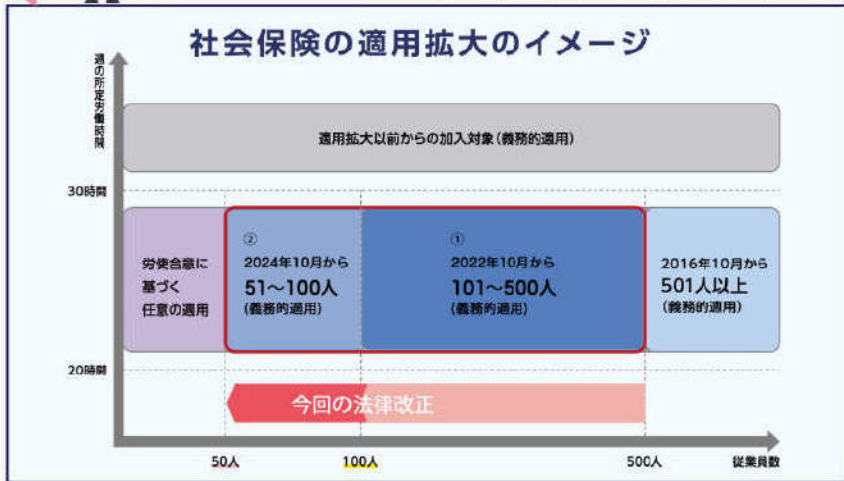 社会保険の適用拡大のイメージ
週の所定労働時間
適用拡大以前からの加入対象(義務的適用)
30時間
労使合意に
基づく
任意の適用
②
2024年10月から
51～100人
(義務的適用)
①
2022年10月から
101～500人
(義務的適用)
2016年10月から
501人以上
(義務的適用)
20時間
今回の法律改正
50人
100人
500人
従業員数